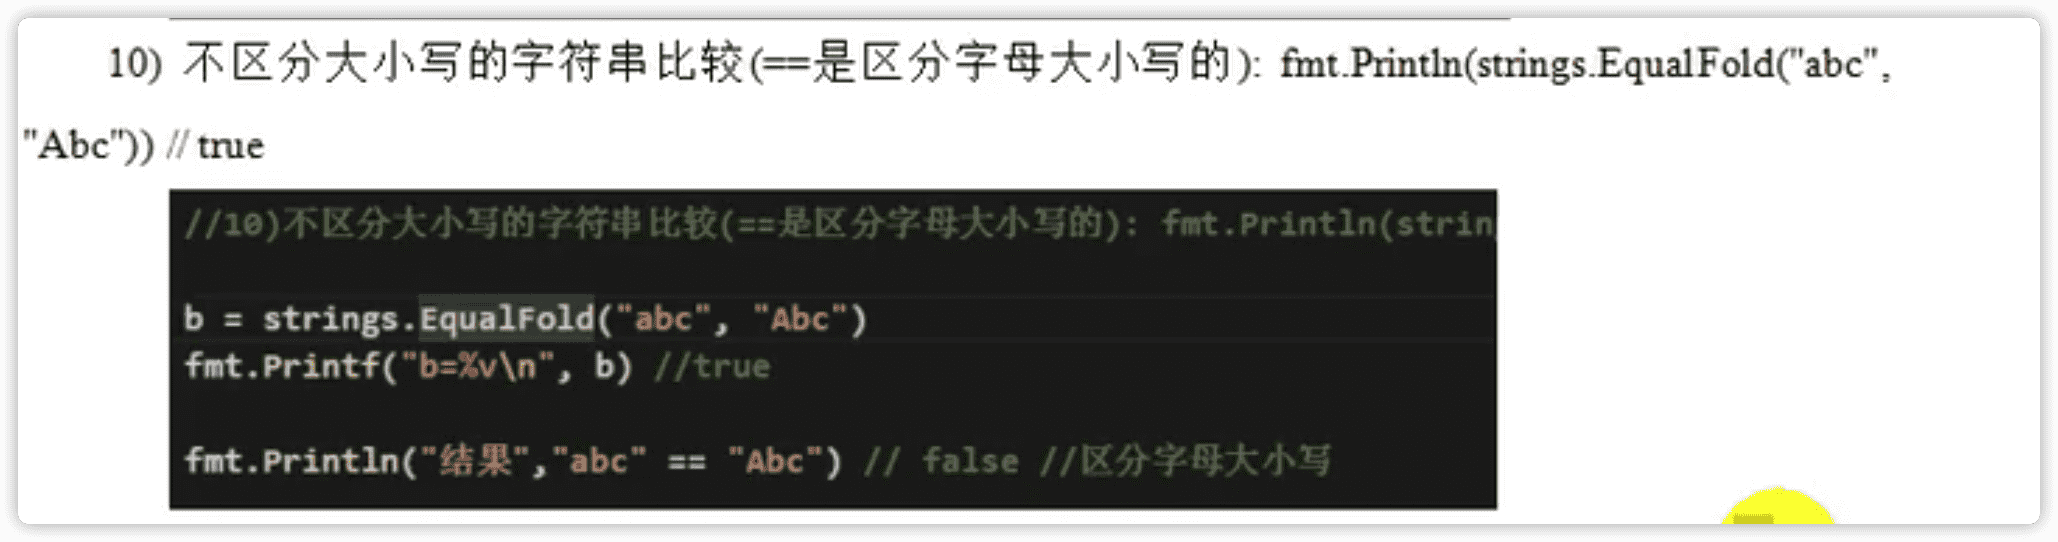 10) 不区分大小写的字符串比较(==是区分字母大小写的): fmt.Println(strings.EqualFold("abc",
"Abc")) // true
//10)不区分大小写的字符串比较(==是区分字母大小写的): fmt.Println(strin
b = strings.EqualFold("abc", "Abc")
fmt.Printf("b=%v\n", b) //true
fmt.Println("结果","abc" == "Abc") // false //区分字母大小写